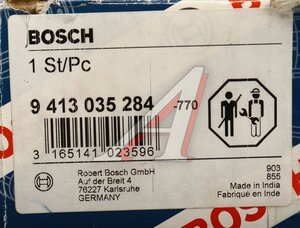 BOSCH
1 St/Pc
9 413 035 284 -770
3 165141 023596
BOSCH
Robert Bosch GmbH
Auf der Breit 4
76227 Karlsruhe
GERMANY
903
855
Made in India
Fabriqué en Inde